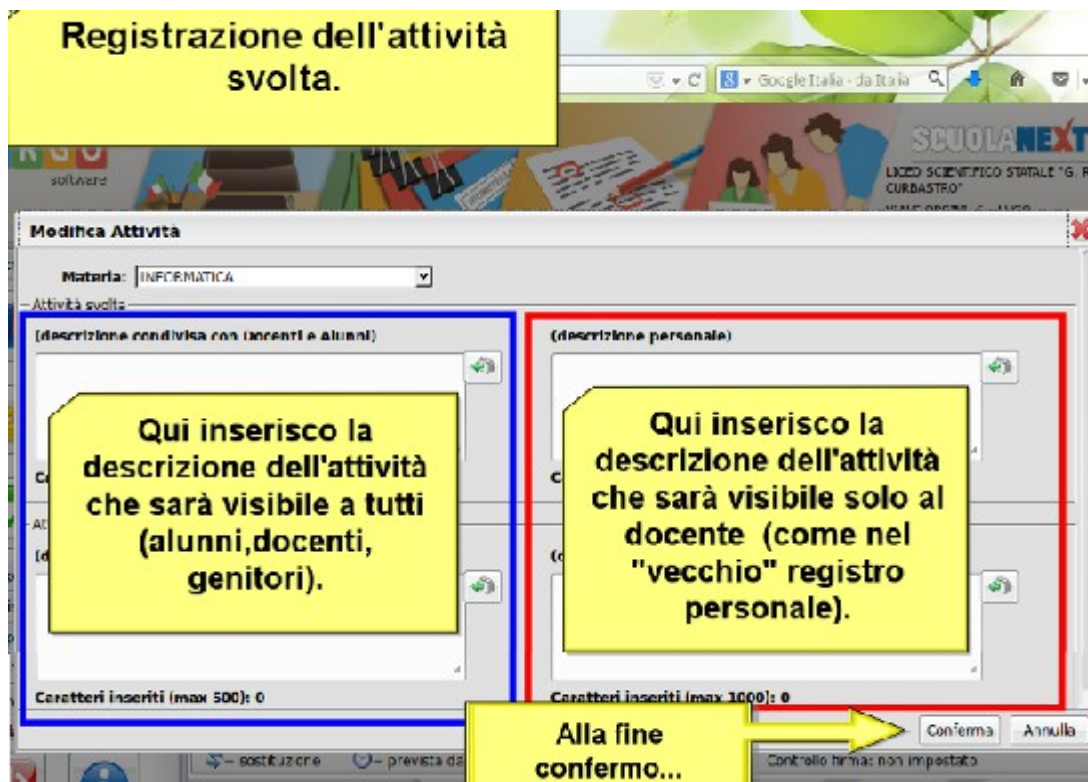 Registrazione dell'attività
svolta.
Google Italia - da Italia
RGO
software
SCUOLANEXT
LICEO SCIENTIFICO STATALE "G. R
CURBASTRO"
Modifica Attività
Materia: INFORMATICA
Attività svolta
(descrizione condivisa con Docenti e Alunni)
(descrizione personale)
Qui inserisco la
descrizione dell'attività
che sarà visibile a tutti
(alunni,docenti,
genitori).
Qui inserisco la
descrizione dell'attività
che sarà visibile solo al
docente (come nel
"vecchio" registro
personale).
Caratteri inseriti (max 500): 0
Caratteri inseriti (max 1000): 0
Alla fine
confermo...
Conferma
Annulla
– sostituzione
– prevista da
Controllo firma: non impostato